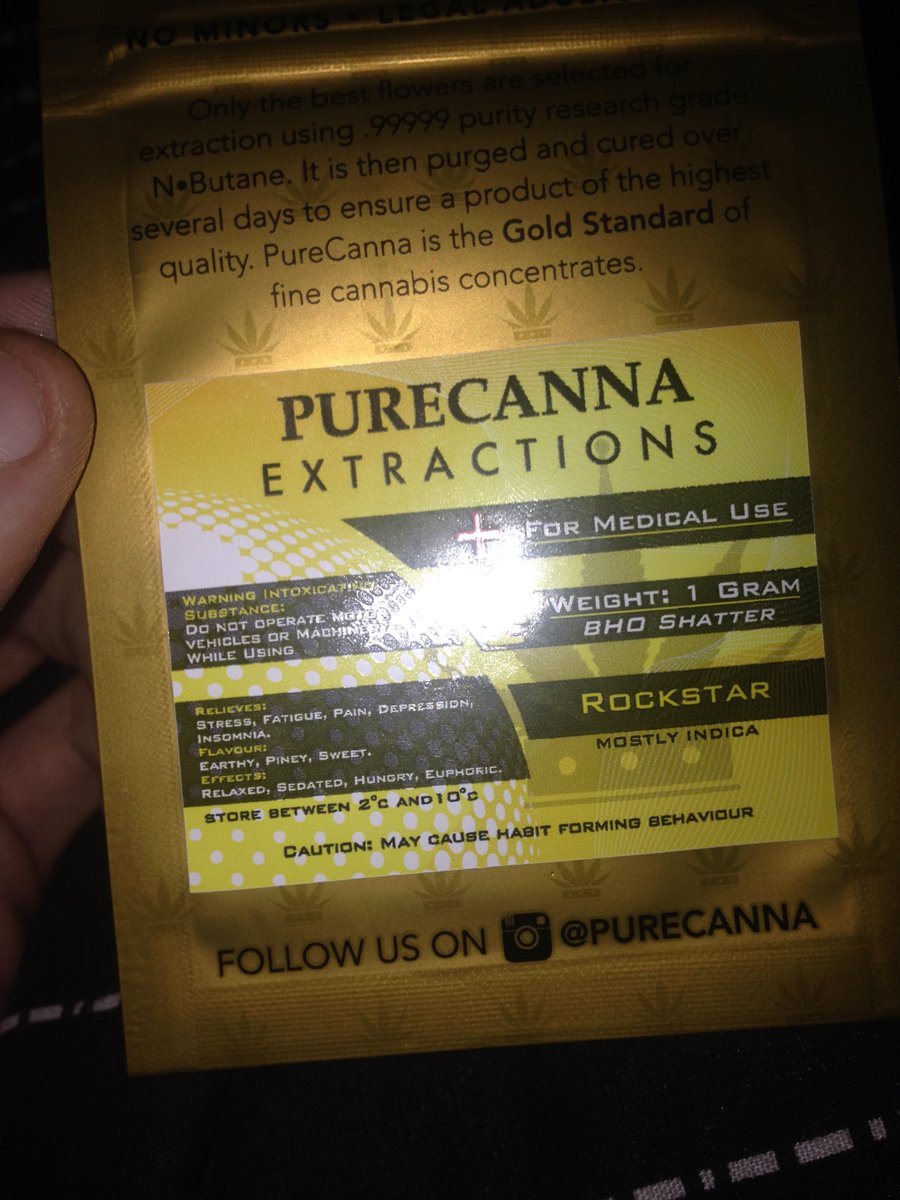 NO MINORS • LEGAL
Only the best flowers are selected for
extraction using .99999 purity research grade
N•Butane. It is then purged and cured over
several days to ensure a product of the highest
quality. PureCanna is the Gold Standard of
fine cannabis concentrates.
PURECANNA
EXTRACTIONS
FOR MEDICAL USE
WARNING INTOXICATING
SUBSTANCE:
DO NOT OPERATE
VEHICLES OR
WHILE USING
WEIGHT: 1 GRAM
BHO SHATTER
RELIEVES:
STRESS, FATIGUE, PAIN, DEPRESSION,
INSOMNIA.
FLAVOUR:
EARTHY, PINEY, SWEET.
EFFECTS:
RELAXED, SEDATED, HUNGRY, EUPHORIC.
ROCKSTAR
MOSTLY INDICA
STORE BETWEEN 2°C AND 10°C
CAUTION: MAY CAUSE HABIT FORMING BEHAVIOUR
FOLLOW US ON @PURECANNA